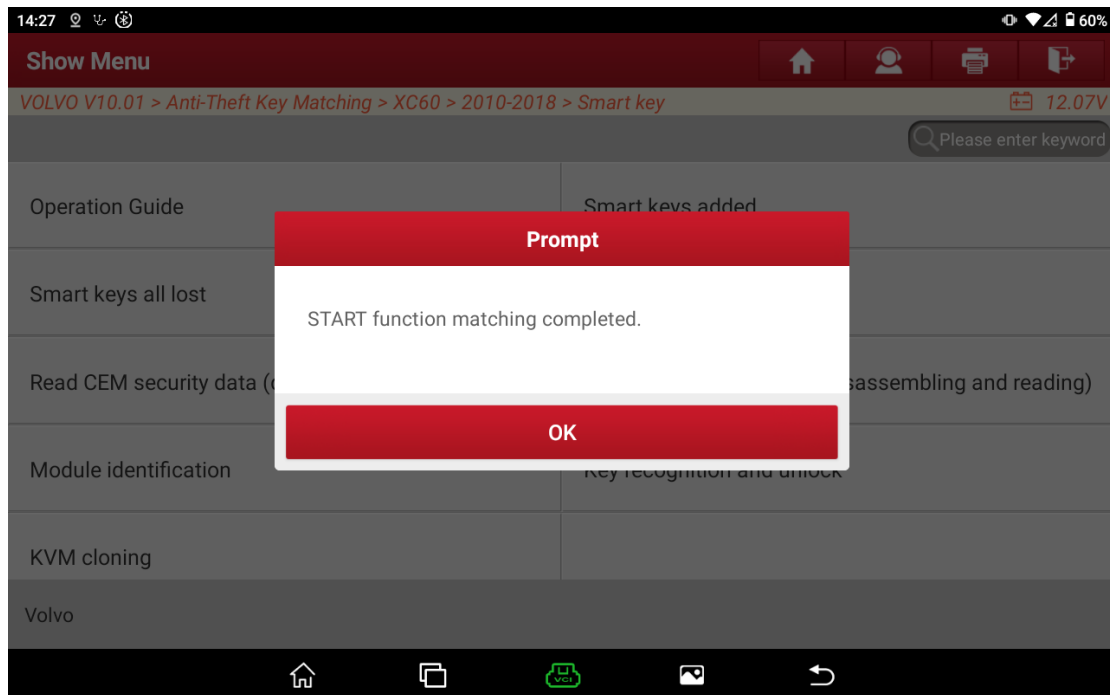 14:27 60%
Show Menu
VOLVO V10.01 > Anti-Theft Key Matching > XC60 > 2010-2018 > Smart key 12.07V
Please enter keyword
Operation Guide Smart keys added
Prompt
Smart keys all lost
START function matching completed.
Read CEM security data ( sassembling and reading)
OK
Module identification Key recognition and unlock
KVM cloning
Volvo
VCI